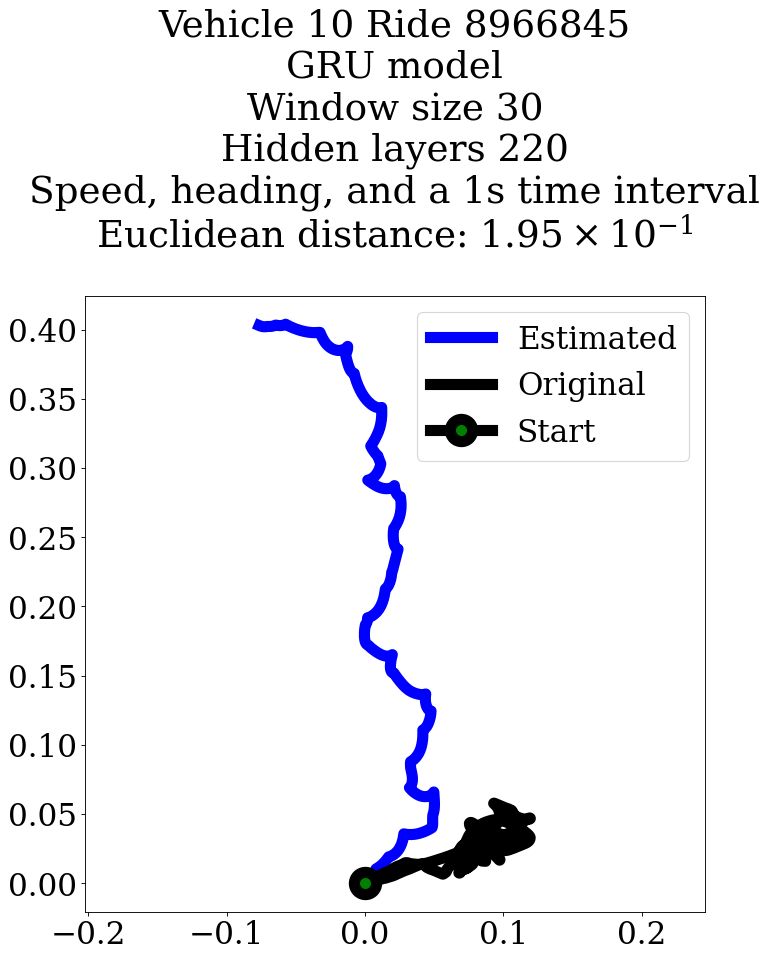 Vehicle 10 Ride 8966845
GRU model
Window size 30
Hidden layers 220
Speed, heading, and a 1s time interval
Euclidean distance: 1.95 × 10⁻¹
Estimated
Original
Start
0.40
0.35
0.30
0.25
0.20
0.15
0.10
0.05
0.00
−0.2
−0.1
0.0
0.1
0.2